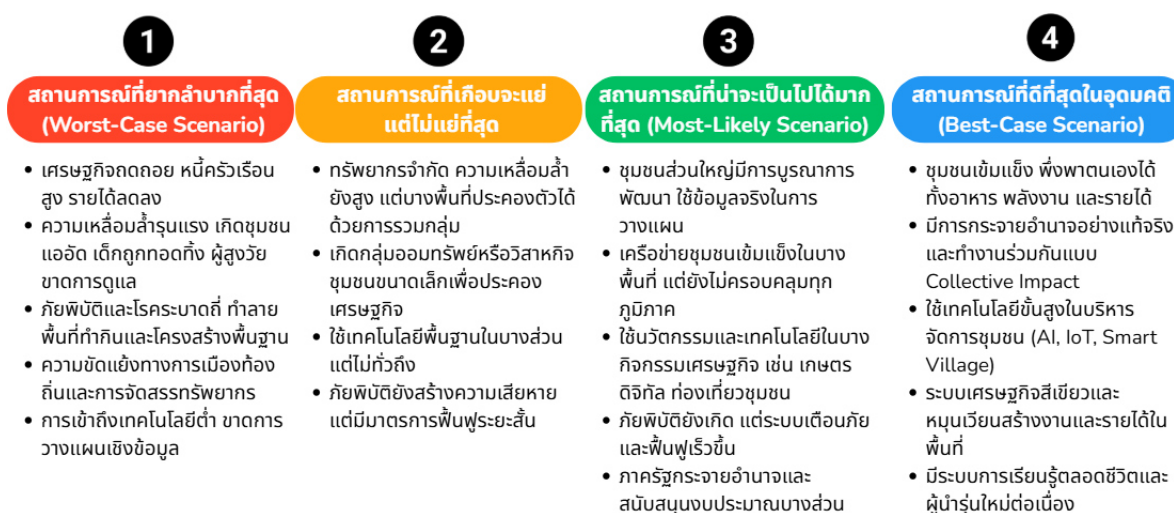 1
สถานการณ์ที่ยากลำบากที่สุด
(Worst-Case Scenario)
• เศรษฐกิจถดถอย หนี้ครัวเรือน
สูง รายได้ลดลง
• ความเหลื่อมล้ำรุนแรง เกิดชุมชน
แออัด เด็กถูกทอดทิ้ง ผู้สูงวัย
ขาดการดูแล
• ภัยพิบัติและโรคระบาดถี่ ทำลาย
พื้นที่ทำกินและโครงสร้างพื้นฐาน
• ความขัดแย้งทางการเมืองท้อง
ถิ่นและการจัดสรรทรัพยากร
• การเข้าถึงเทคโนโลยีต่ำ ขาดการ
วางแผนเชิงข้อมูล
2
สถานการณ์ที่เกือบจะแย่
แต่ไม่แย่ที่สุด
• ทรัพยากรจำกัด ความเหลื่อมล้ำ
ยังสูง แต่บางพื้นที่ประคองตัวได้
ด้วยการรวมกลุ่ม
• เกิดกลุ่มออมทรัพย์หรือวิสาหกิจ
ชุมชนขนาดเล็กเพื่อประคอง
เศรษฐกิจ
• ใช้เทคโนโลยีพื้นฐานในบางส่วน
แต่ไม่ทั่วถึง
• ภัยพิบัติยังสร้างความเสียหาย
แต่มีมาตรการฟื้นฟูระยะสั้น
3
สถานการณ์ที่น่าจะเป็นไปได้มาก
ที่สุด (Most-Likely Scenario)
• ชุมชนส่วนใหญ่มีการบูรณาการ
พัฒนา ใช้ข้อมูลจริงในการ
วางแผน
• เครือข่ายชุมชนเข้มแข็งในบาง
พื้นที่ แต่ยังไม่ครอบคลุมทุก
ภูมิภาค
• ใช้นวัตกรรมและเทคโนโลยีในบาง
กิจกรรมเศรษฐกิจ เช่น เกษตร
ดิจิทัล ท่องเที่ยวชุมชน
• ภัยพิบัติยังเกิด แต่ระบบเตือนภัย
และฟื้นฟูเร็วขึ้น
• ภาครัฐกระจายอำนาจและ
สนับสนุนงบประมาณบางส่วน
4
สถานการณ์ที่ดีที่สุดในอุดมคติ
(Best-Case Scenario)
• ชุมชนเข้มแข็ง พึ่งพาตนเองได้
ทั้งอาหาร พลังงาน และรายได้
• มีการกระจายอำนาจอย่างแท้จริง
และทำงานร่วมกันแบบ
Collective Impact
• ใช้เทคโนโลยีขั้นสูงในบริหาร
จัดการชุมชน (AI, IoT, Smart
Village)
• ระบบเศรษฐกิจสีเขียวและ
หมุนเวียนสร้างงานและรายได้ใน
พื้นที่
• มีระบบการเรียนรู้ตลอดชีวิตและ
ผู้นำรุ่นใหม่ต่อเนื่อง